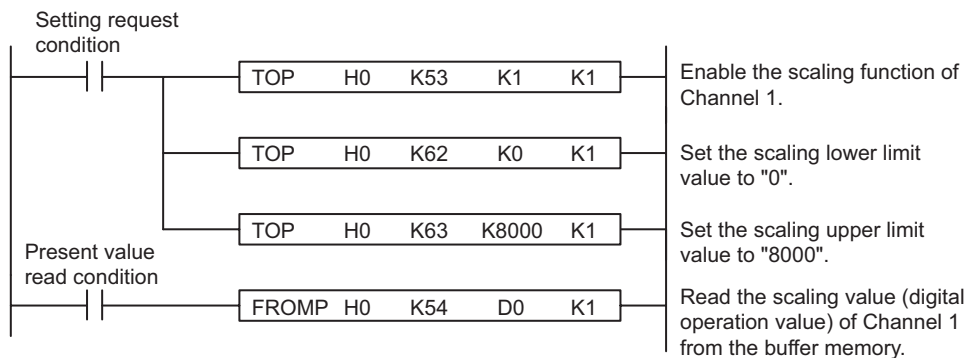 Setting request
condition
TOP H0 K53 K1 K1
Enable the scaling function of
Channel 1.
TOP H0 K62 K0 K1
Set the scaling lower limit
value to "0".
TOP H0 K63 K8000 K1
Set the scaling upper limit
value to "8000".
Present value
read condition
FROMP H0 K54 D0 K1
Read the scaling value (digital
operation value) of Channel 1
from the buffer memory.